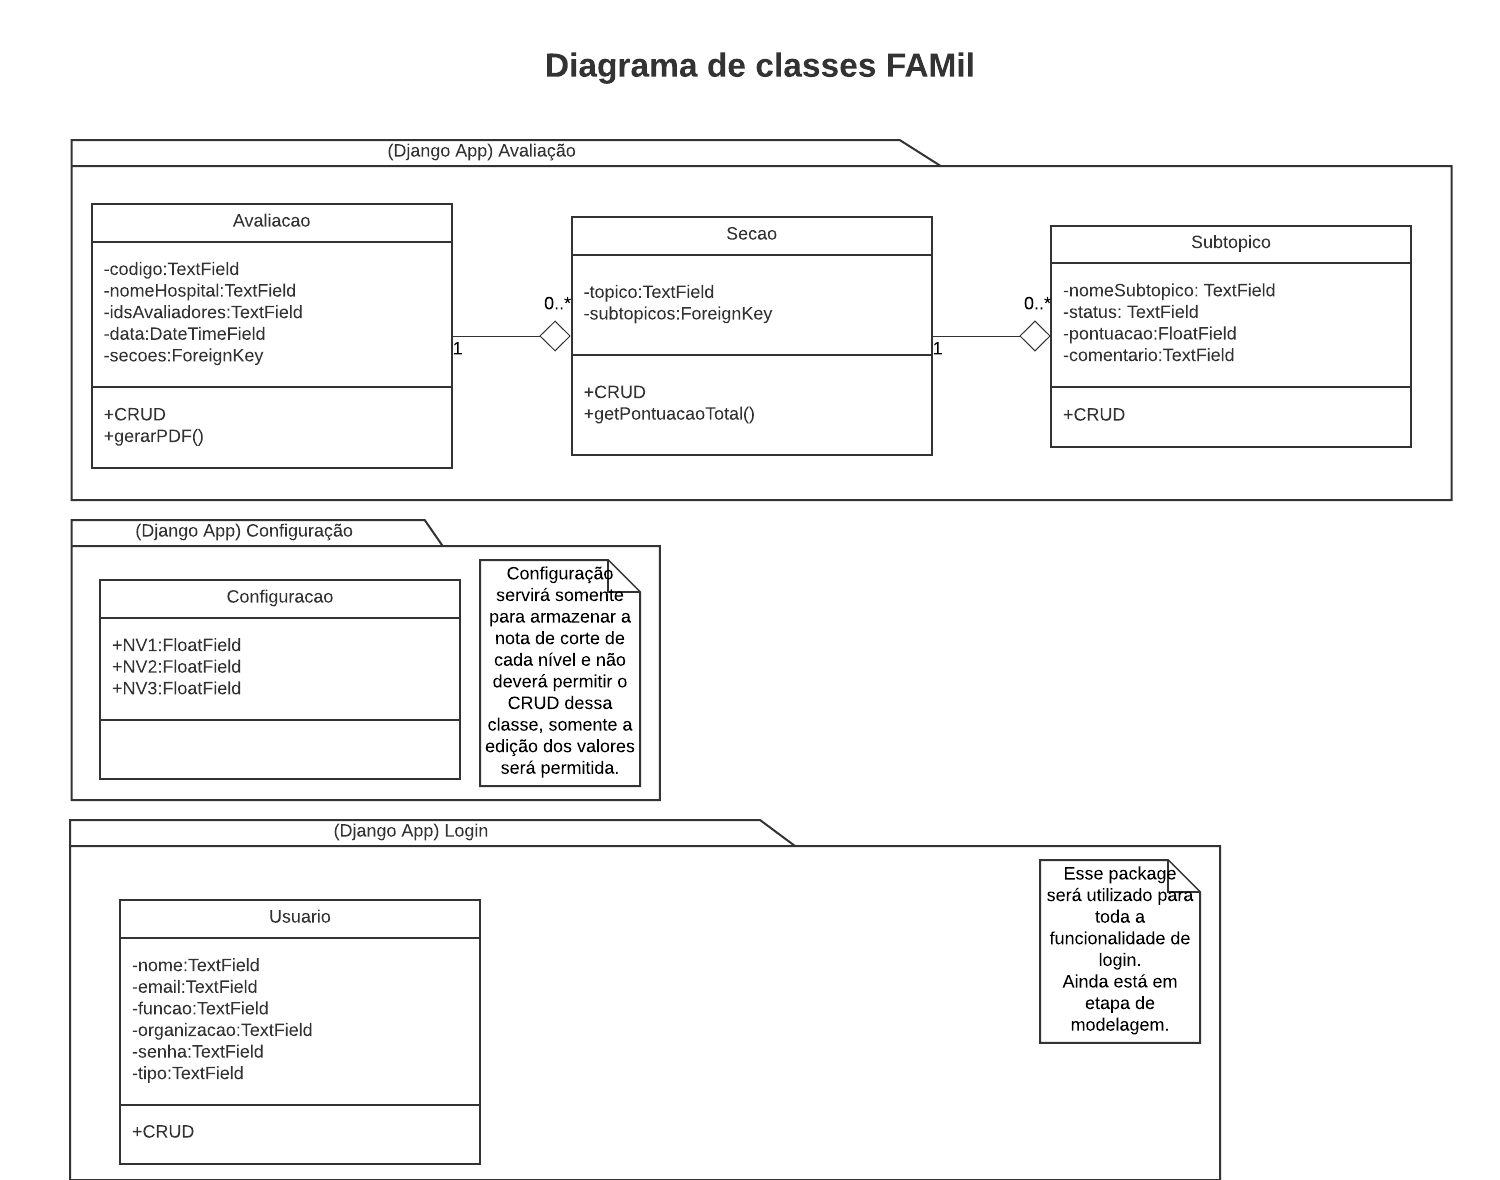 Diagrama de classes FAMil
(Django App) Avaliação
Avaliacao
-codigo:TextField
-nomeHospital:TextField
-idsAvaliadores:TextField
-data:DateTimeField
-secoes:ForeignKey
+CRUD
+gerarPDF()
1
0..*
Secao
-topico:TextField
-subtopicos:ForeignKey
+CRUD
+getPontuacaoTotal()
1
0..*
Subtopico
-nomeSubtopico: TextField
-status: TextField
-pontuacao:FloatField
-comentario:TextField
+CRUD
(Django App) Configuração
Configuracao
+NV1:FloatField
+NV2:FloatField
+NV3:FloatField
Configuração
servirá somente
para armazenar a
nota de corte de
cada nível e não
deverá permitir o
CRUD dessa
classe, somente a
edição dos valores
será permitida.
(Django App) Login
Usuario
-nome:TextField
-email:TextField
-funcao:TextField
-organizacao:TextField
-senha:TextField
-tipo:TextField
+CRUD
Esse package
será utilizado para
toda a
funcionalidade de
login.
Ainda está em
etapa de
modelagem.